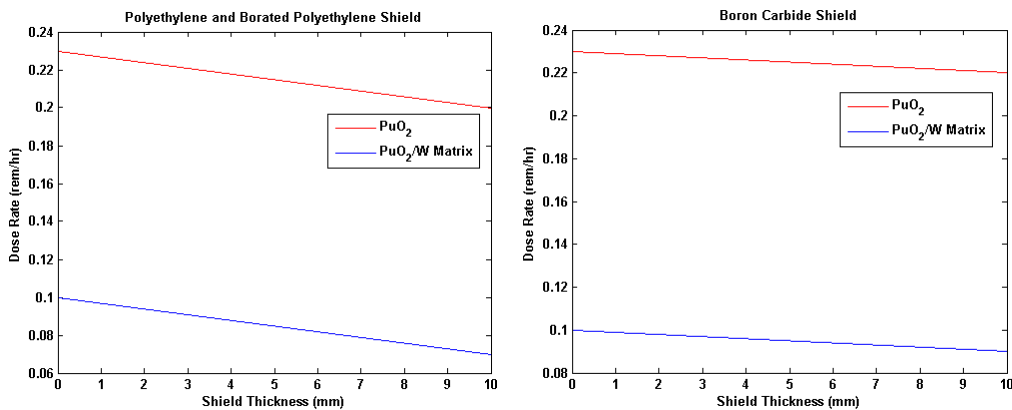 Polyethylene and Borated Polyethylene Shield
0.24
0.22
0.2
0.18
0.16
0.14
0.12
0.1
0.08
0.06
Dose Rate (rem/hr)
PuO2
PuO2/W Matrix
0 1 2 3 4 5 6 7 8 9 10
Shield Thickness (mm)
Boron Carbide Shield
0.24
0.22
0.2
0.18
0.16
0.14
0.12
0.1
0.08
Dose Rate (rem/hr)
PuO2
PuO2/W Matrix
0 1 2 3 4 5 6 7 8 9 10
Shield Thickness (mm)